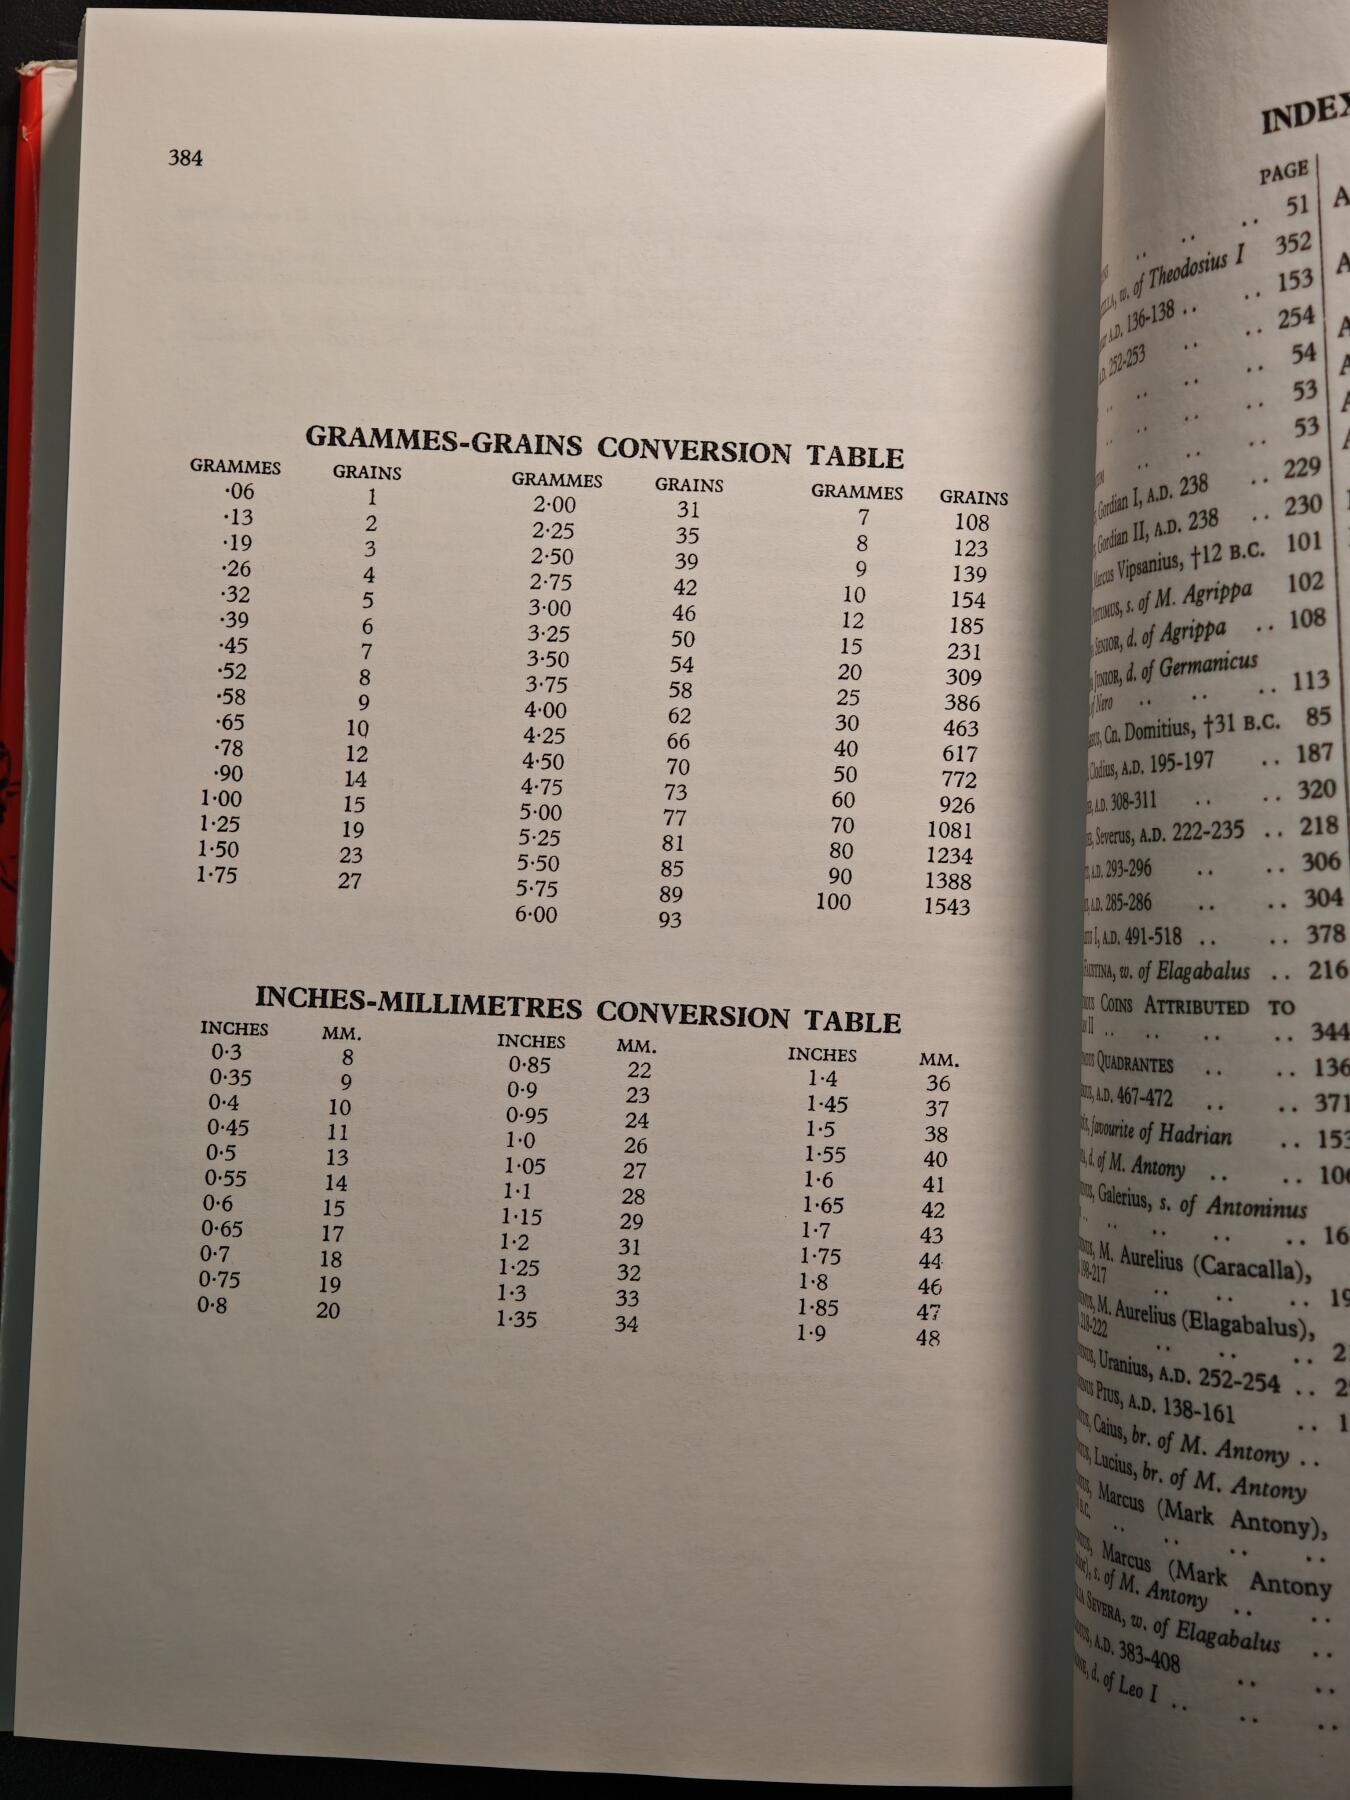 384
GRAMMES-GRAINS CONVERSION TABLE
GRAMMES GRAINS GRAMMES GRAINS GRAMMES GRAINS
·06 1 2·00 31 7 108
·13 2 2·25 35 8 123
·19 3 2·50 39 9 139
·26 4 2·75 42 10 154
·32 5 3·00 46 12 185
·39 6 3·25 50 15 231
·45 7 3·50 54 20 309
·52 8 3·75 58 25 386
·58 9 4·00 62 30 463
·65 10 4·25 66 40 617
·78 12 4·50 70 50 772
·90 14 4·75 73 60 926
1·00 15 5·00 77 70 1081
1·25 19 5·25 81 80 1234
1·50 23 5·50 85 90 1388
1·75 27 5·75 89 100 1543
6·00 93
INCHES-MILLIMETRES CONVERSION TABLE
INCHES MM. INCHES MM. INCHES MM.
0·3 8 0·85 22 1·4 36
0·35 9 0·9 23 1·45 37
0·4 10 0·95 24 1·5 38
0·45 11 1·0 26 1·55 40
0·5 13 1·05 27 1·6 41
0·55 14 1·1 28 1·65 42
0·6 15 1·15 29 1·7 43
0·65 17 1·2 31 1·75 44
0·7 18 1·25 32 1·8 46
0·75 19 1·3 33 1·85 47
0·8 20 1·35 34 1·9 48
PAGE
.. .. .. 51
w. of Theodosius I 352
A.D. 136-138 .. .. 153
252-253 .. .. 254
.. .. .. 54
.. .. .. 53
.. .. .. 53
Gordian I, A.D. 238 .. 229
Gordian II, A.D. 238 .. 230
Marcus Vipsanius, †12 B.C. 101
s. of M. Agrippa 102
SENIOR, d. of Agrippa .. 108
JUNIOR, d. of Germanicus
of Nero .. .. .. 113
Cn. Domitius, †31 B.C. 85
Clodius, A.D. 195-197 .. 187
A.D. 308-311 .. .. 320
Severus, A.D. 222-235 .. 218
A.D. 293-296 .. .. 306
A.D. 285-286 .. .. 304
I, A.D. 491-518 .. .. 378
FAUSTINA, w. of Elagabalus .. 216
COINS ATTRIBUTED TO
II .. .. .. .. 344
QUADRANTES .. .. 136
A.D. 467-472 .. .. 371
favourite of Hadrian ..
d. of M. Antony .. ..
Galerius, s. of Antoninus
.. .. .. ..
M. Aurelius (Caracalla),
198-217 .. .. ..
M. Aurelius (Elagabalus),
218-222 .. .. ..
Uranius, A.D. 252-254 ..
PIUS, A.D. 138-161 ..
Caius, br. of M. Antony ..
Lucius, br. of M. Antony
Marcus (Mark Antony),
B.C. .. .. .. ..
Marcus (Mark Antony
s. of M. Antony .. ..
SEVERA, w. of Elagabalus ..
A.D. 383-408 .. ..
d. of Leo I .. .. ..